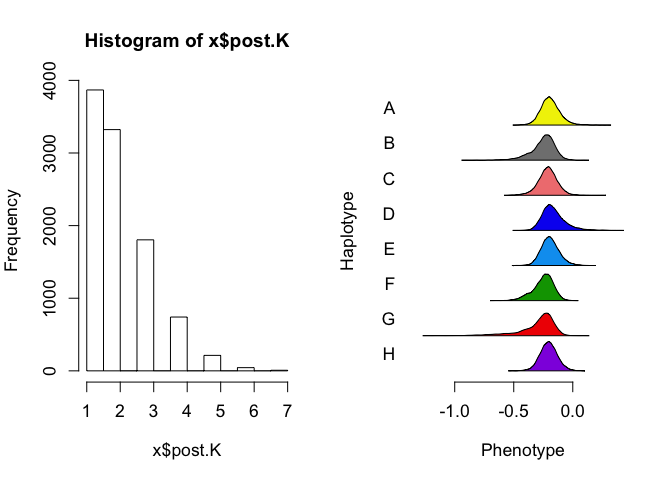 Histogram of x$post.K
Frequency
0
1000
2000
3000
4000
1 2 3 4 5 6 7
x$post.K
Haplotype
A
B
C
D
E
F
G
H
-1.0 -0.5 0.0
Phenotype